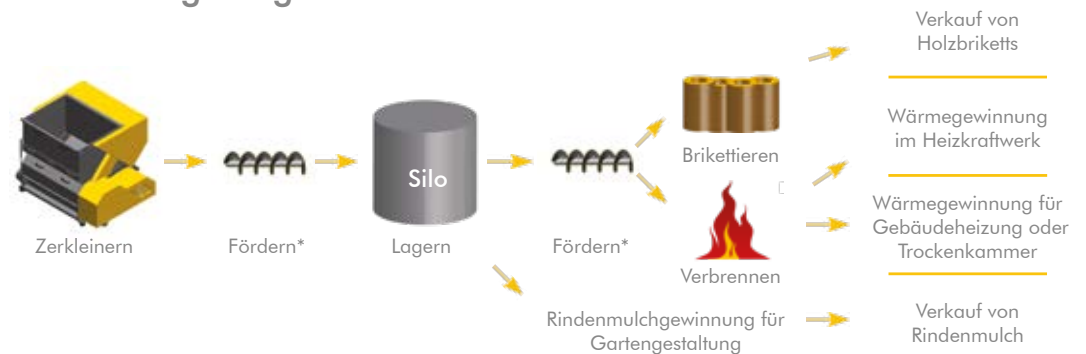 Verkauf von
Holzbriketts
Wärmegewinnung
im Heizkraftwerk
Silo
Brikettieren
Wärmegewinnung für
Gebäudeheizung oder
Trockenkammer
Zerkleinern
Fördern*
Lagern
Fördern*
Verbrennen
Rindenmulchgewinnung für
Gartengestaltung
Verkauf von
Rindenmulch